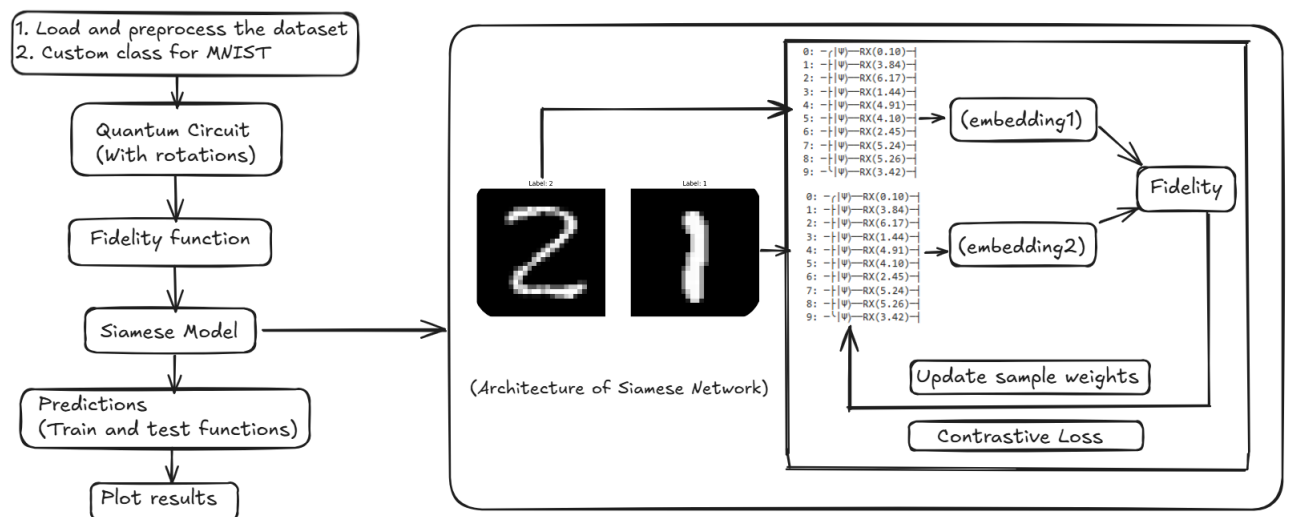 1. Load and preprocess the dataset
2. Custom class for MNIST
Quantum Circuit
(With rotations)
Fidelity function
Siamese Model
Predictions
(Train and test functions)
Plot results
Label: 2
Label: 1
(Architecture of Siamese Network)
0: ─╭|Ψ⟩──RX(0.10)─┤
1: ─├|Ψ⟩──RX(3.84)─┤
2: ─├|Ψ⟩──RX(6.17)─┤
3: ─├|Ψ⟩──RX(1.44)─┤
4: ─├|Ψ⟩──RX(4.91)─┤
5: ─├|Ψ⟩──RX(4.10)─┤
6: ─├|Ψ⟩──RX(2.45)─┤
7: ─├|Ψ⟩──RX(5.24)─┤
8: ─├|Ψ⟩──RX(5.26)─┤
9: ─╰|Ψ⟩──RX(3.42)─┤
(embedding1)
0: ─╭|Ψ⟩──RX(0.10)─┤
1: ─├|Ψ⟩──RX(3.84)─┤
2: ─├|Ψ⟩──RX(6.17)─┤
3: ─├|Ψ⟩──RX(1.44)─┤
4: ─├|Ψ⟩──RX(4.91)─┤
5: ─├|Ψ⟩──RX(4.10)─┤
6: ─├|Ψ⟩──RX(2.45)─┤
7: ─├|Ψ⟩──RX(5.24)─┤
8: ─├|Ψ⟩──RX(5.26)─┤
9: ─╰|Ψ⟩──RX(3.42)─┤
(embedding2)
Fidelity
Update sample weights
Contrastive Loss
2
1